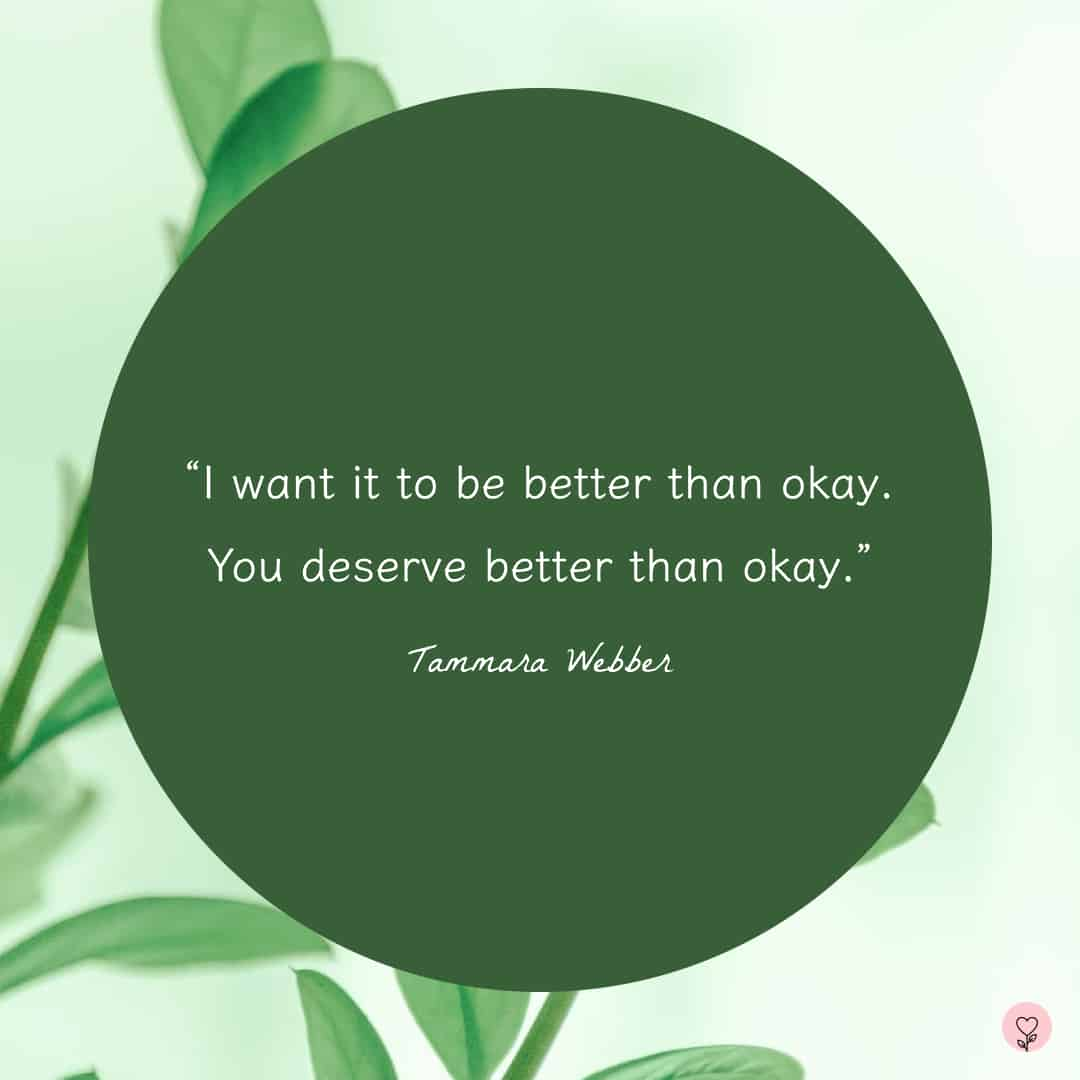 “I want it to be better than okay.
You deserve better than okay.”
Tammara Webber